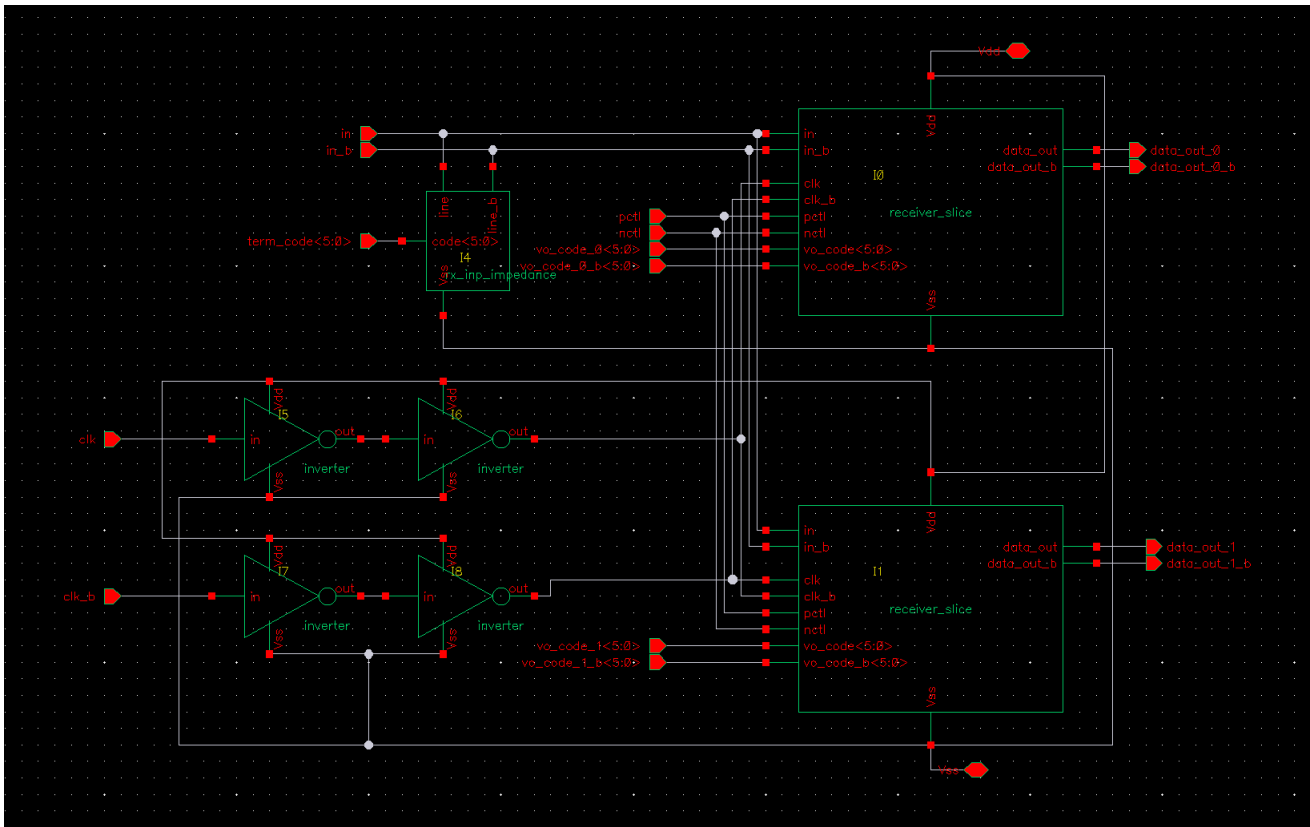 Vdd
in
in_b
line
line_b
term_code<5:0>
code<5:0>
I4
Vss
rx_inp_impedance
pctl
nctl
vo_code_0<5:0>
vo_code_0_b<5:0>
Vdd
in
in_b
clk
clk_b
pctl
nctl
vo_code<5:0>
vo_code_b<5:0>
I0
receiver_slice
data_out
data_out_b
data_out_0
data_out_0_b
Vss
clk
Vdd
I5
in
out
Vss
inverter
Vdd
I6
in
out
Vss
inverter
clk_b
Vdd
I7
in
out
Vss
inverter
Vdd
I8
in
out
Vss
inverter
vo_code_1<5:0>
vo_code_1_b<5:0>
Vdd
in
in_b
clk
clk_b
pctl
nctl
vo_code<5:0>
vo_code_b<5:0>
I1
receiver_slice
data_out
data_out_b
data_out_1
data_out_1_b
Vss
Vss